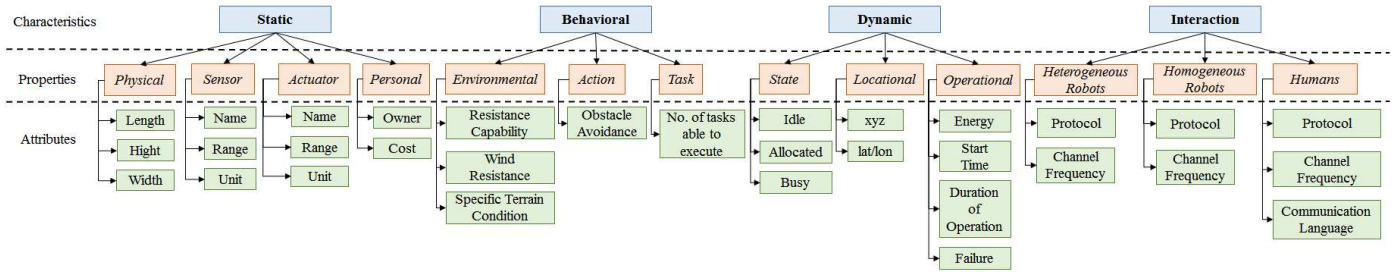 Characteristics
Static
Behavioral
Dynamic
Interaction
Properties
Physical
Sensor
Actuator
Personal
Environmental
Action
Task
State
Locational
Operational
Heterogeneous
Robots
Homogneous
Robots
Humans
Attributes
Length
Hight
Width
Name
Range
Unit
Name
Range
Unit
Owner
Cost
Resistance
Capability
Wind
Resistance
Specific Terrain
Condition
Obstacle
Avoidance
No. of tasks
able to
execute
Idle
Allocated
Busy
xyz
lat/lon
Energy
Start
Time
Duration
of
Operation
Failure
Protocol
Channel
Frequency
Protocol
Channel
Frequency
Protocol
Channel
Frequency
Communication
Language